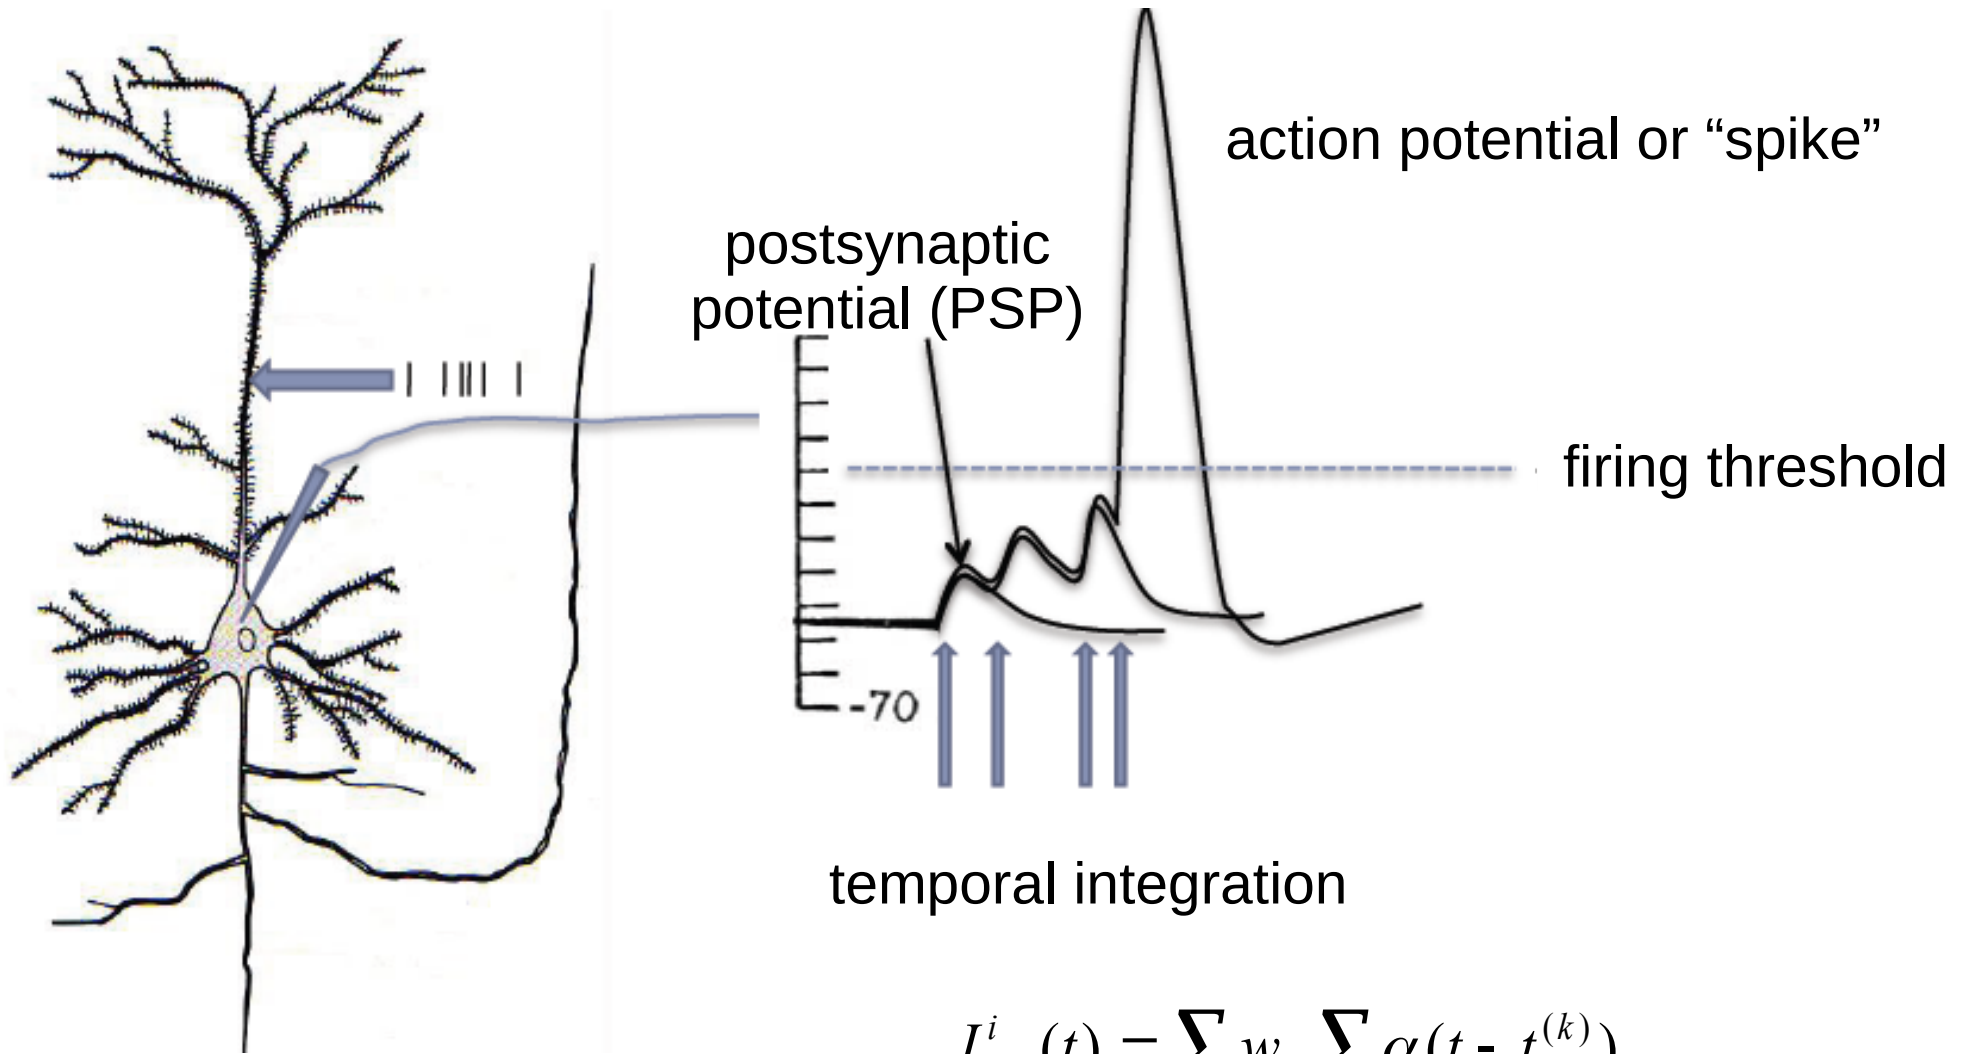 action potential or “spike”
postsynaptic
potential (PSP)
firing threshold
-70
temporal integration
I^i (t) = ∑ w ∑ α(t - t^(k))